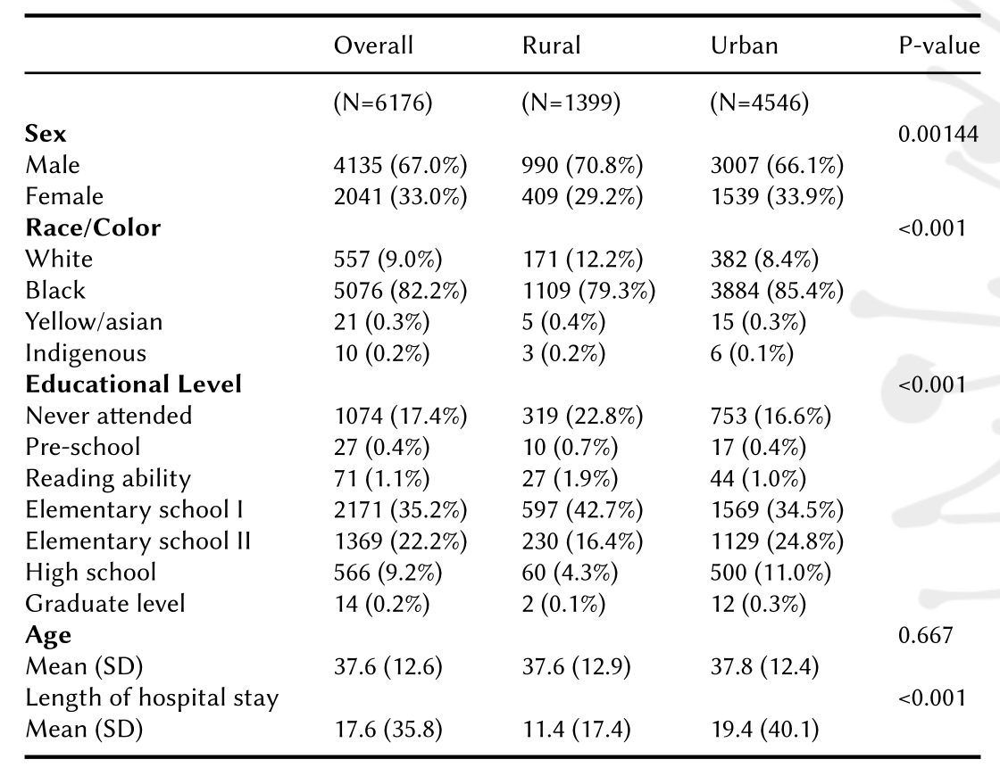 Overall Rural Urban P-value
(N=6176) (N=1399) (N=4546)
Sex 0.00144
Male 4135 (67.0%) 990 (70.8%) 3007 (66.1%)
Female 2041 (33.0%) 409 (29.2%) 1539 (33.9%)
Race/Color <0.001
White 557 (9.0%) 171 (12.2%) 382 (8.4%)
Black 5076 (82.2%) 1109 (79.3%) 3884 (85.4%)
Yellow/asian 21 (0.3%) 5 (0.4%) 15 (0.3%)
Indigenous 10 (0.2%) 3 (0.2%) 6 (0.1%)
Educational Level <0.001
Never attended 1074 (17.4%) 319 (22.8%) 753 (16.6%)
Pre-school 27 (0.4%) 10 (0.7%) 17 (0.4%)
Reading ability 71 (1.1%) 27 (1.9%) 44 (1.0%)
Elementary school I 2171 (35.2%) 597 (42.7%) 1569 (34.5%)
Elementary school II 1369 (22.2%) 230 (16.4%) 1129 (24.8%)
High school 566 (9.2%) 60 (4.3%) 500 (11.0%)
Graduate level 14 (0.2%) 2 (0.1%) 12 (0.3%)
Age 0.667
Mean (SD) 37.6 (12.6) 37.6 (12.9) 37.8 (12.4)
Length of hospital stay <0.001
Mean (SD) 17.6 (35.8) 11.4 (17.4) 19.4 (40.1)